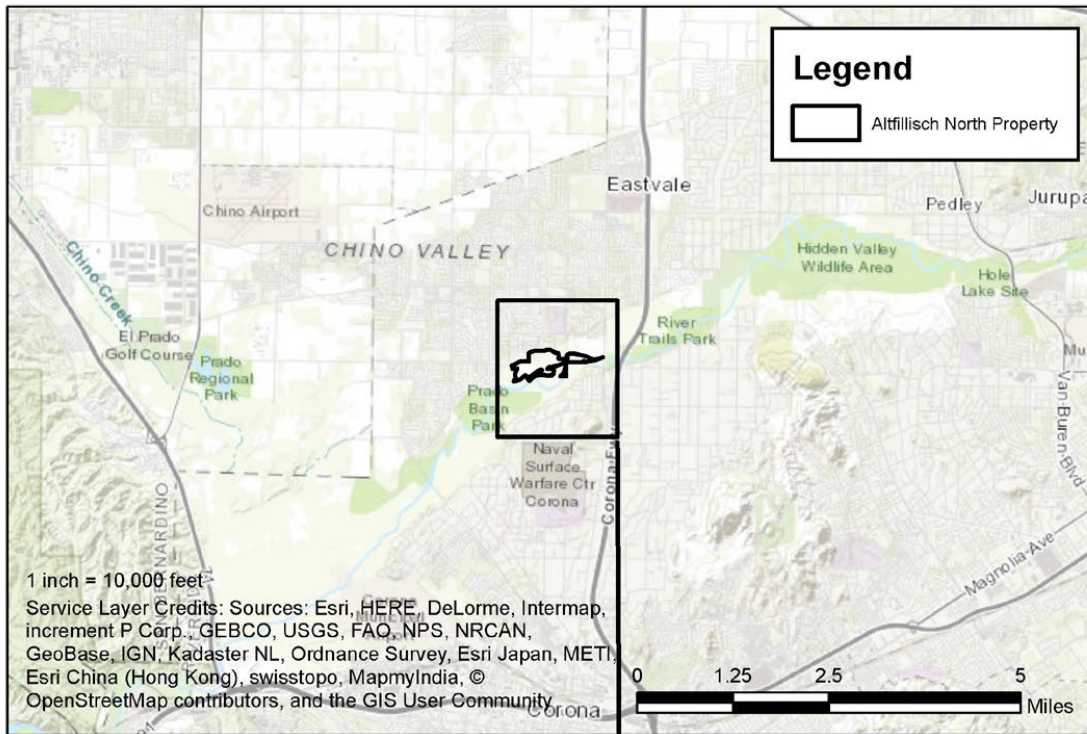 Legend
Altfillisch North Property
Eastvale
Pedley
Jurupa
Chino Airport
CHINO VALLEY
Hidden Valley
Wildlife Area
Hole
Lake Site
Chino Creek
El Prado
Golf Course
Prado
Regional
Park
River
Trails Park
Mu
Van-Buren-Blvd
Prado
Basin
Park
Naval
Surface
Warfare Ctr
Corona
Corona-Fwy
Magnolia-Ave
SAN BERNARDINO
1 inch = 10,000 feet
Service Layer Credits: Sources: Esri, HERE, DeLorme, Intermap,
increment P Corp., GEBCO, USGS, FAO, NPS, NRCAN,
GeoBase, IGN, Kadaster NL, Ordnance Survey, Esri Japan, METI,
Esri China (Hong Kong), swisstopo, MapmyIndia, ©
OpenStreetMap contributors, and the GIS User Community
Corona
0 1.25 2.5 5
Miles
91